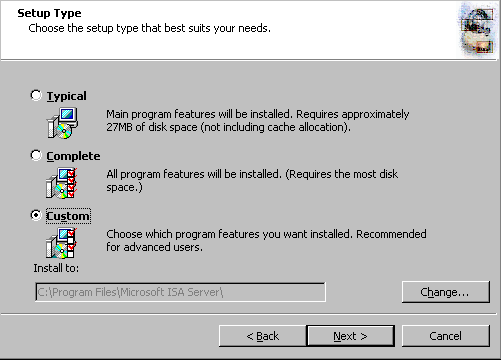 Setup Type
Choose the setup type that best suits your needs.
Typical
Main program features will be installed. Requires approximately
27MB of disk space (not including cache allocation).
Complete
All program features will be installed. (Requires the most disk
space.)
Custom
Choose which program features you want installed. Recommended
for advanced users.
Install to:
C:\Program Files\Microsoft ISA Server\
Change...
< Back
Next >
Cancel